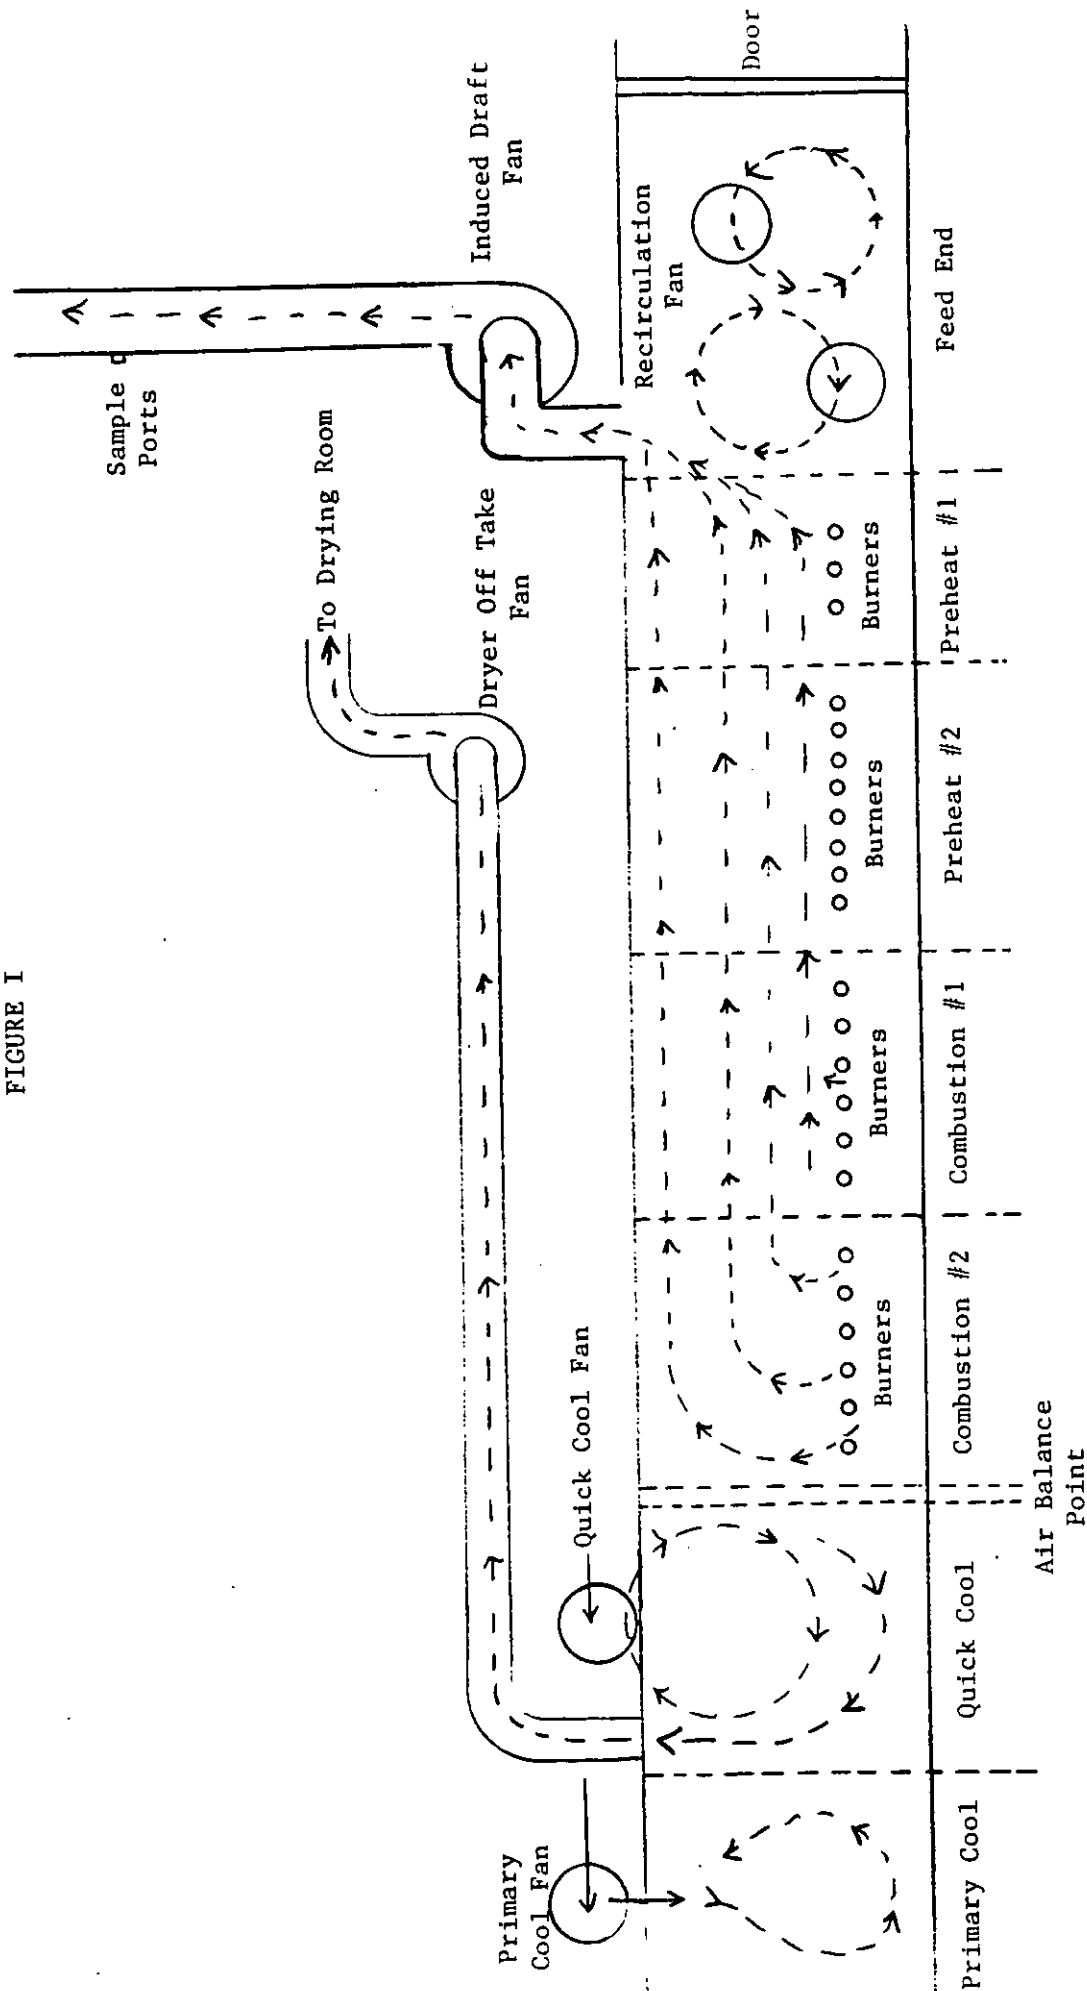 FIGURE I
Sample
Ports
To Drying Room
Induced Draft
Fan
Dryer Off Take
Fan
Quick Cool Fan
Primary
Cool Fan
Recirculation
Fan
Door
Burners
Burners
Burners
Burners
Primary Cool
Quick Cool
Combustion #2
Combustion #1
Preheat #2
Preheat #1
Feed End
Air Balance
Point